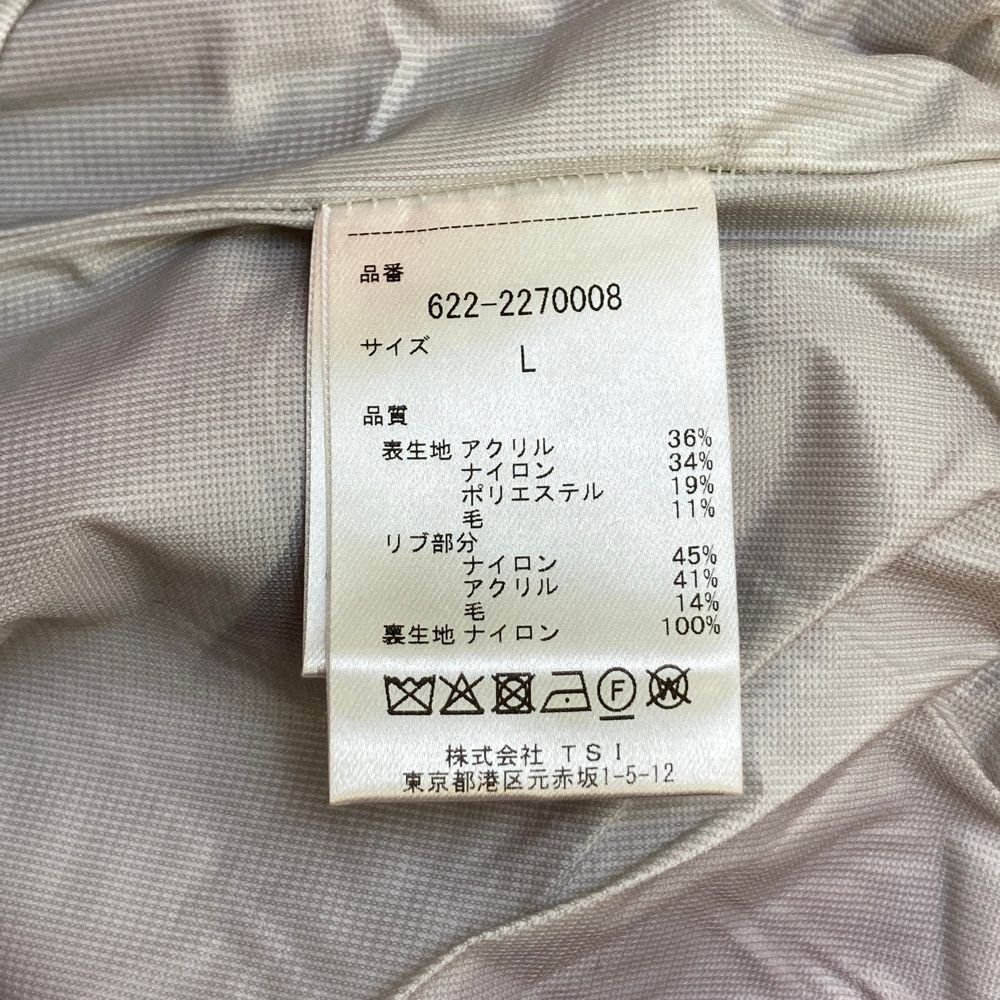 品番
622-2270008
サイズ
L
品質
表生地 アクリル 36%
ナイロン 34%
ポリエステル 19%
毛 11%
リブ部分
ナイロン 45%
アクリル 41%
毛 14%
裏生地 ナイロン 100%
F W
株式会社 TSI
東京都港区元赤坂1-5-12